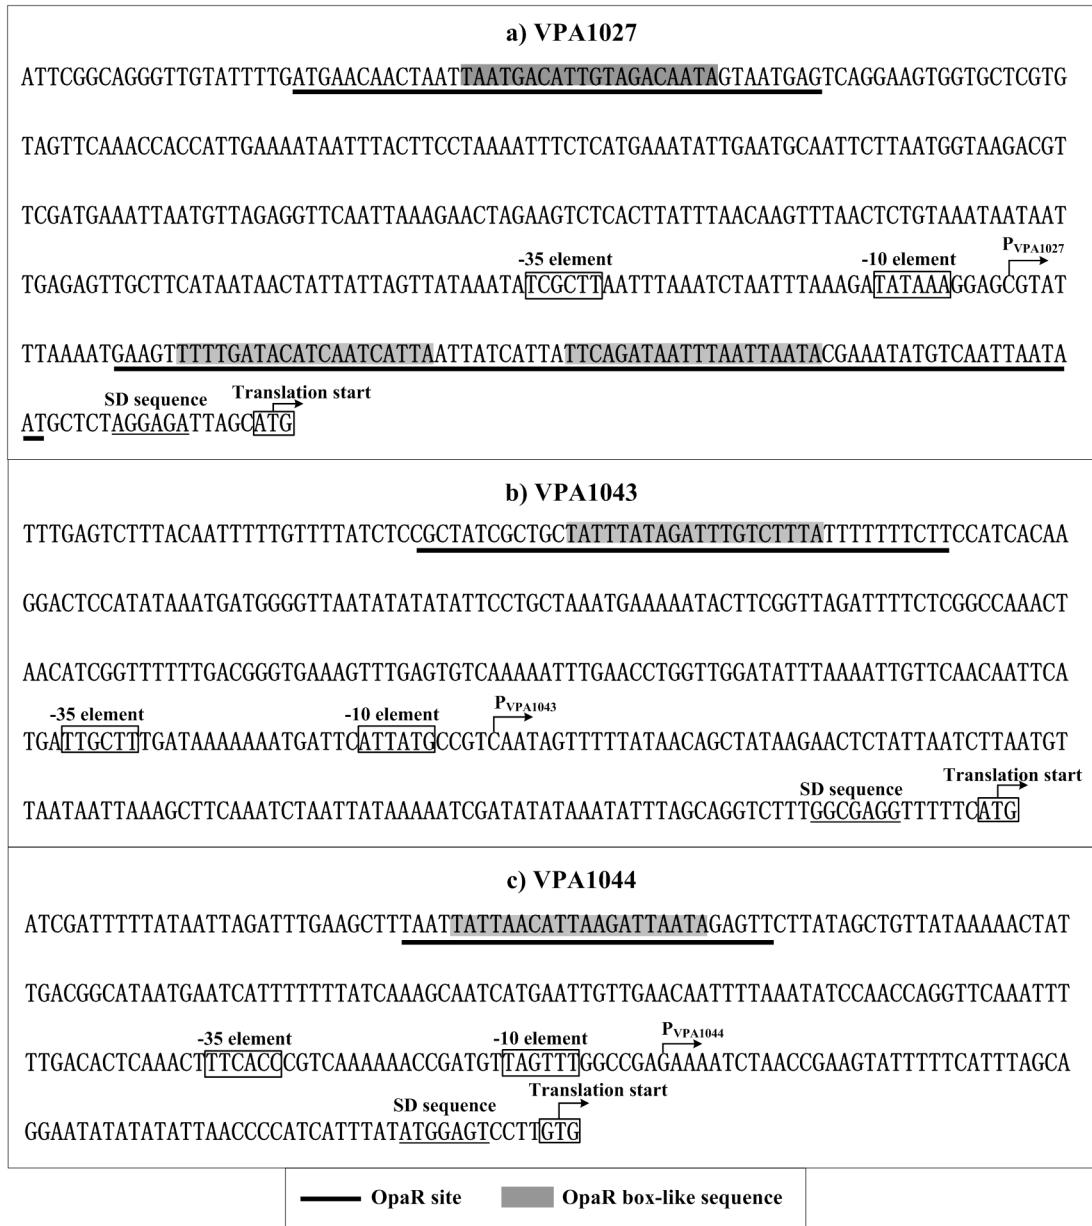 a) VPA1027
ATTCGGCAGGGTTGTATTTTGATGAACAACTAATTAATGACATTGTAGACAATAGTAATGAGTCAGGAAGTGGTGCTCGTG
TAGTTCAAACCACCATTGAAAATAATTTACTTCCTAAAATTTCTCATGAAATATTGAATGCAATTCTTAATGGTAAGACGT
TCGATGAAATTAATGTTAGAGGTTCAATTAAAGAACTAGAAGTCTCACTTATTTAACAAGTTTAACTCTGTAAATAATAAT
-35 element -10 element PVPA1027
TGAGAGTTGCTTCATAATAACTATTATTAGTTATAAATATCGCTTAATTTAAATCTAATTTAAAGATATAAAGGAGCGTAT
TTAAAATGAAGTTTTTGATACATCAATCATTAATTATCATTATTCAGATAATTTAATTAATACGAAATATGTCAATTAATA
SD sequence Translation start
ATGCTCTAGGAGATTAGCATG
b) VPA1043
TTTGAGTCTTTACAATTTTTGTTTTATCTCCGCTATCGCTGCTATTTATAGATTTGTCTTTATTTTTTTCTTCCATCACAA
GGACTCCATATAAATGATGGGGTTAATATATATATTCCTGCTAAATGAAAAATACTTCGGTTAGATTTTCTCGGCCAAACT
AACATCGGTTTTTTGACGGGTGAAAGTTTGAGTGTCAAAAATTTGAACCTGGTTGGATATTTAAAATTGTTCAACAATTCA
-35 element -10 element PVPA1043
TGATTGCTTTGATAAAAAAATGATTCATTATGCCGTCAATAGTTTTTATAACAGCTATAAGAACTCTATTAATCTTAATGT
SD sequence Translation start
TAATAATTAAAGCTTCAAATCTAATTATAAAAATCGATATATAAATATTTAGCAGGTCTTTGGCGAGGTTTTTCATG
c) VPA1044
ATCGATTTTTATAATTAGATTTGAAGCTTTAATTATTAACATTAAGATTAATAGAGTTCTTATAGCTGTTATAAAAACTAT
TGACGGCATAATGAATCATTTTTTTATCAAAGCAATCATGAATTGTTGAACAATTTTAAATATCCAACCAGGTTCAAATTT
-35 element -10 element PVPA1044
TTGACACTCAAACTTTCACCCGTCAAAAAACCGATGTTAGTTTGGCCGAGAAAATCTAACCGAAGTATTTTTCATTTAGCA
SD sequence Translation start
GGAATATATATATTAACCCCATCATTTATATGGAGTCCTTGTG
OpaR site OpaR box-like sequence